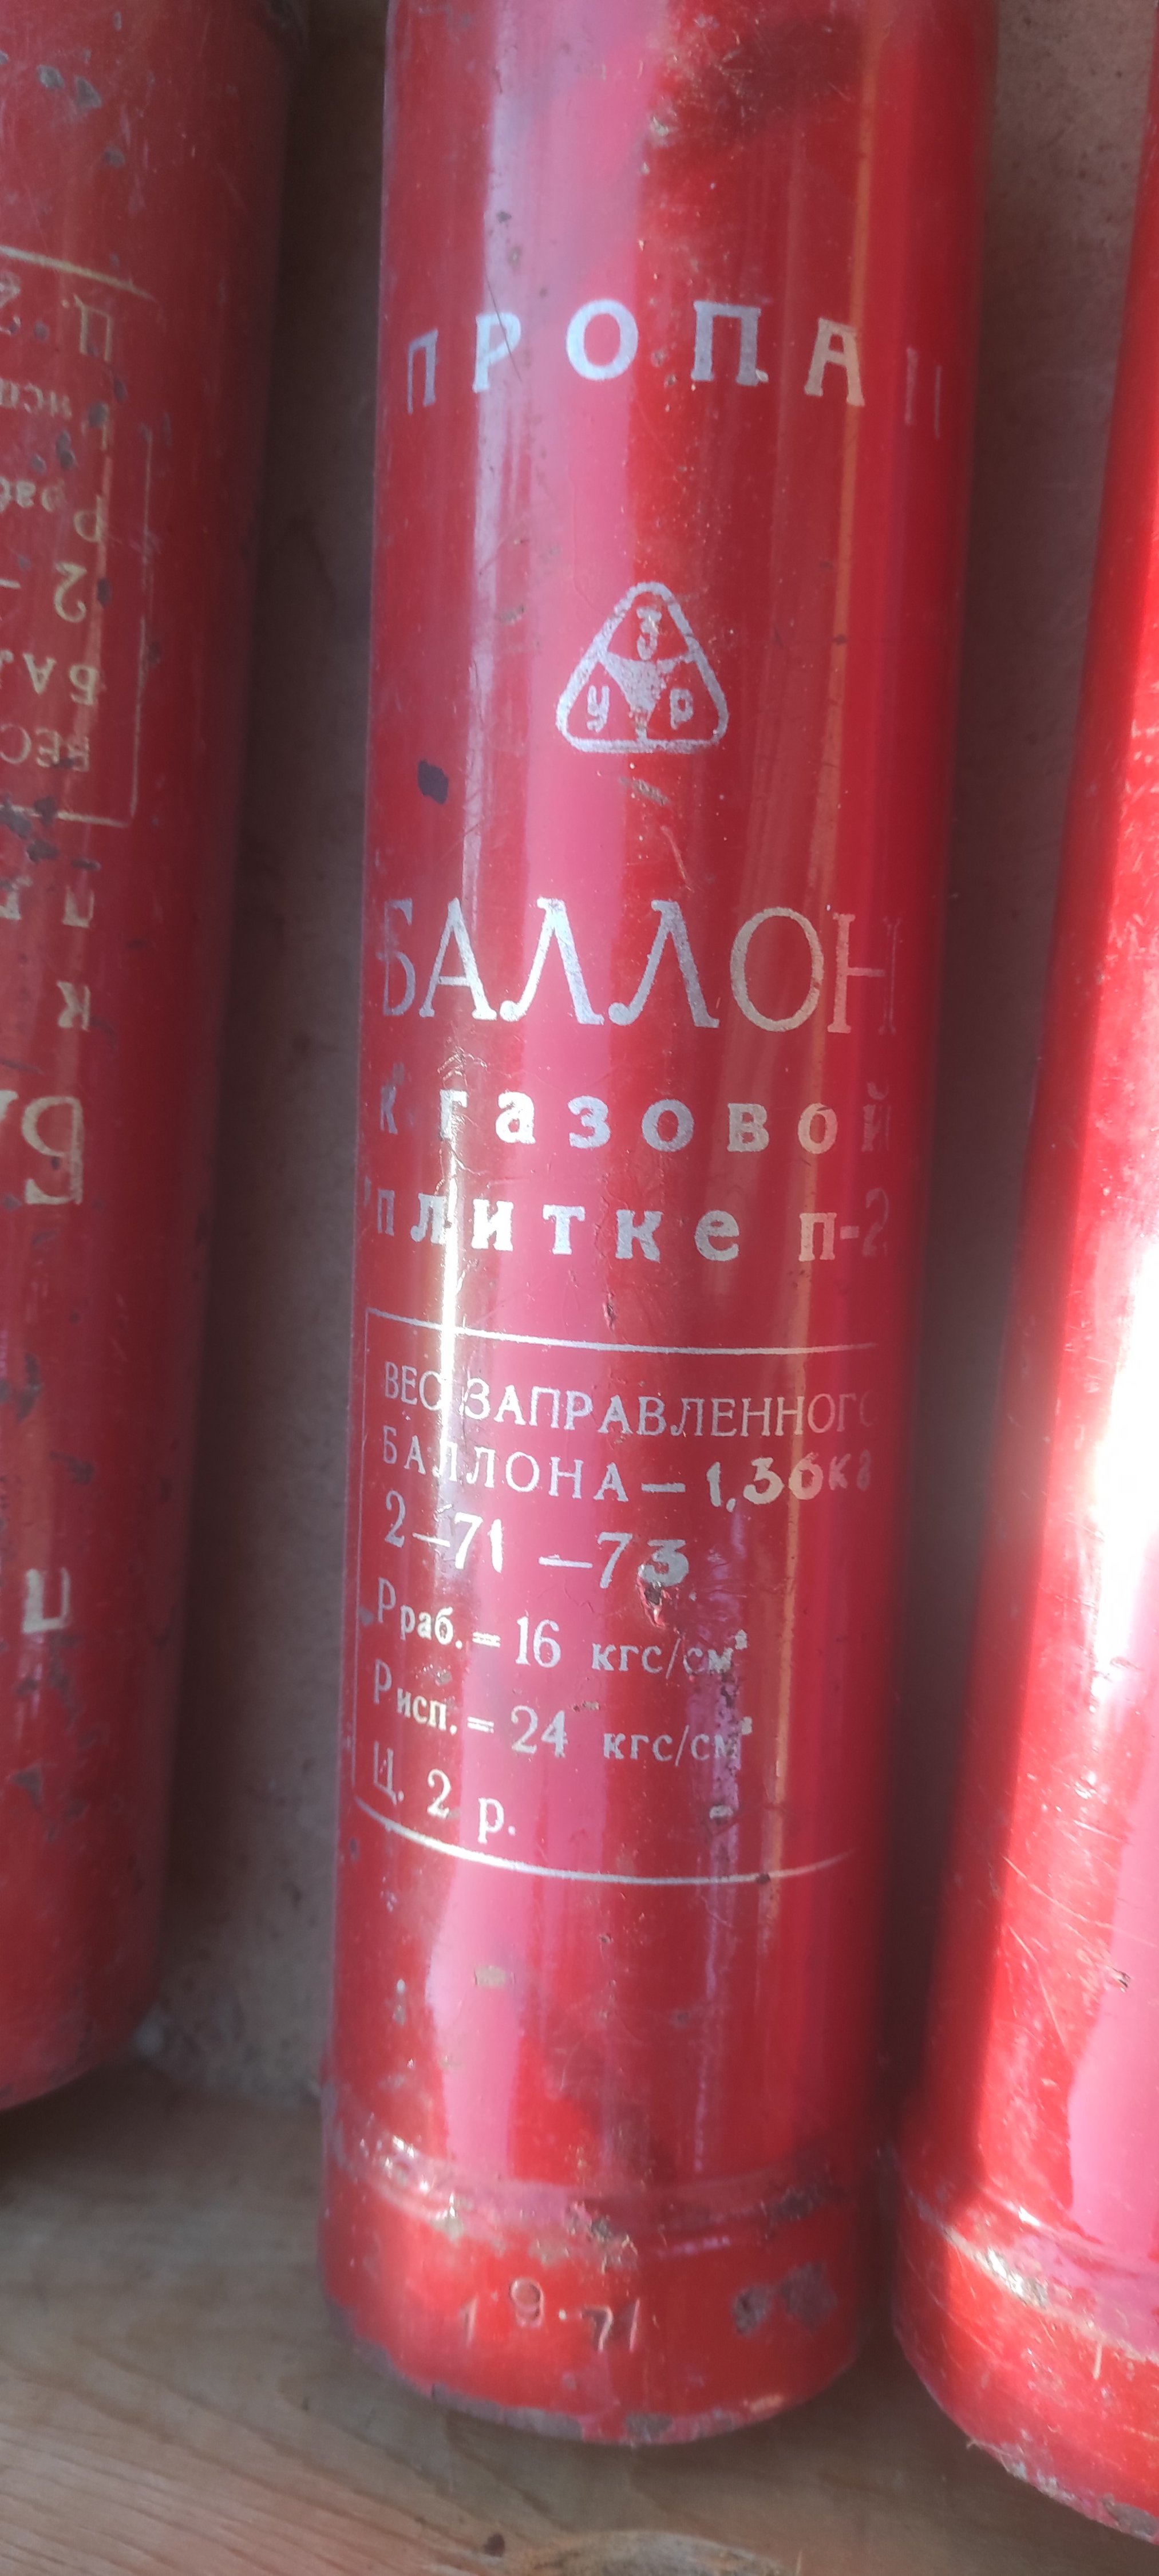 ПРОПАН
З
У Р
БАЛЛОН
к газовой
плитке п-2
ВЕС ЗАПРАВЛЕННОГО
БАЛЛОНА — 1,36кг
2—71 —73
Рраб. = 16 кгс/см²
Рисп. = 24 кгс/см²
Ц. 2 р.
19.71